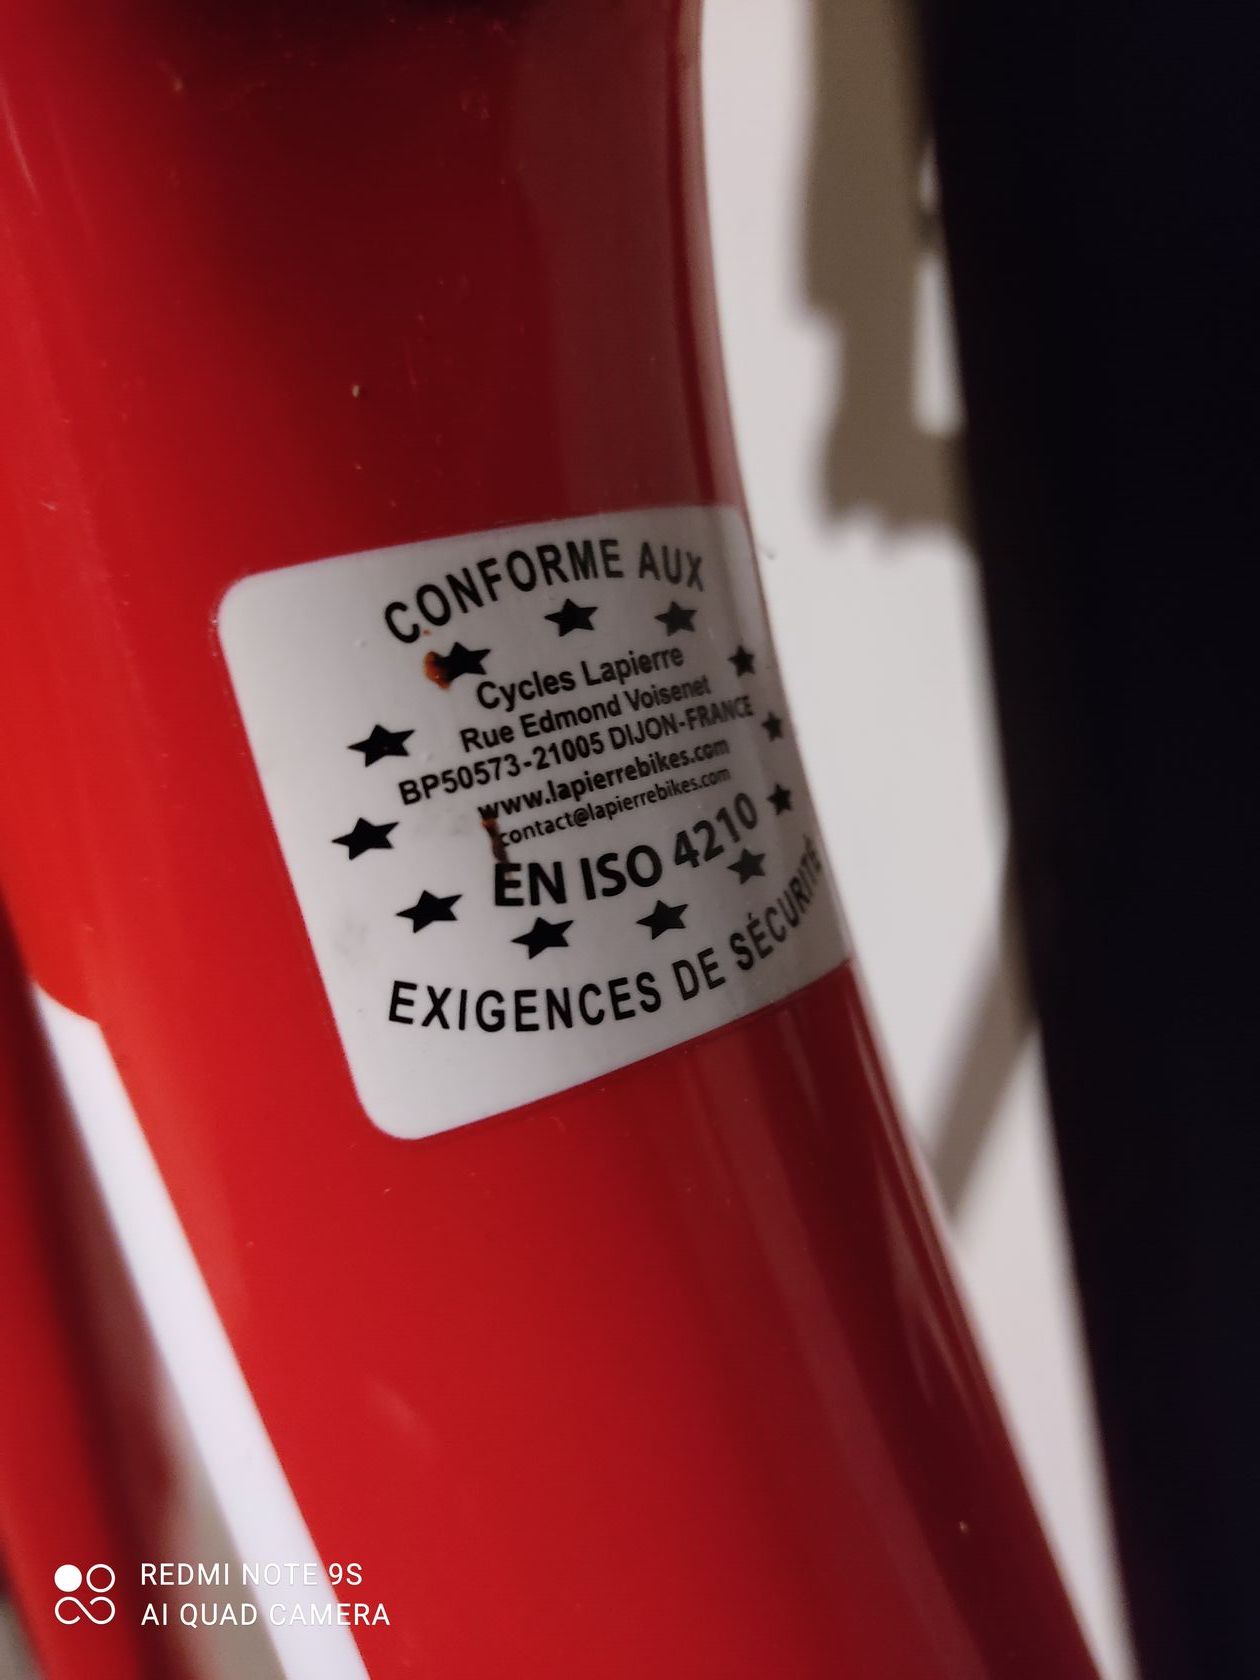 CONFORME AUX
Cycles Lapierre
Rue Edmond Voisenet
BP50573-21005 DIJON-FRANCE
www.lapierrebikes.com
contact@lapierrebikes.com
EN ISO 4210
EXIGENCES DE SÉCURITÉ
REDMI NOTE 9S
AI QUAD CAMERA